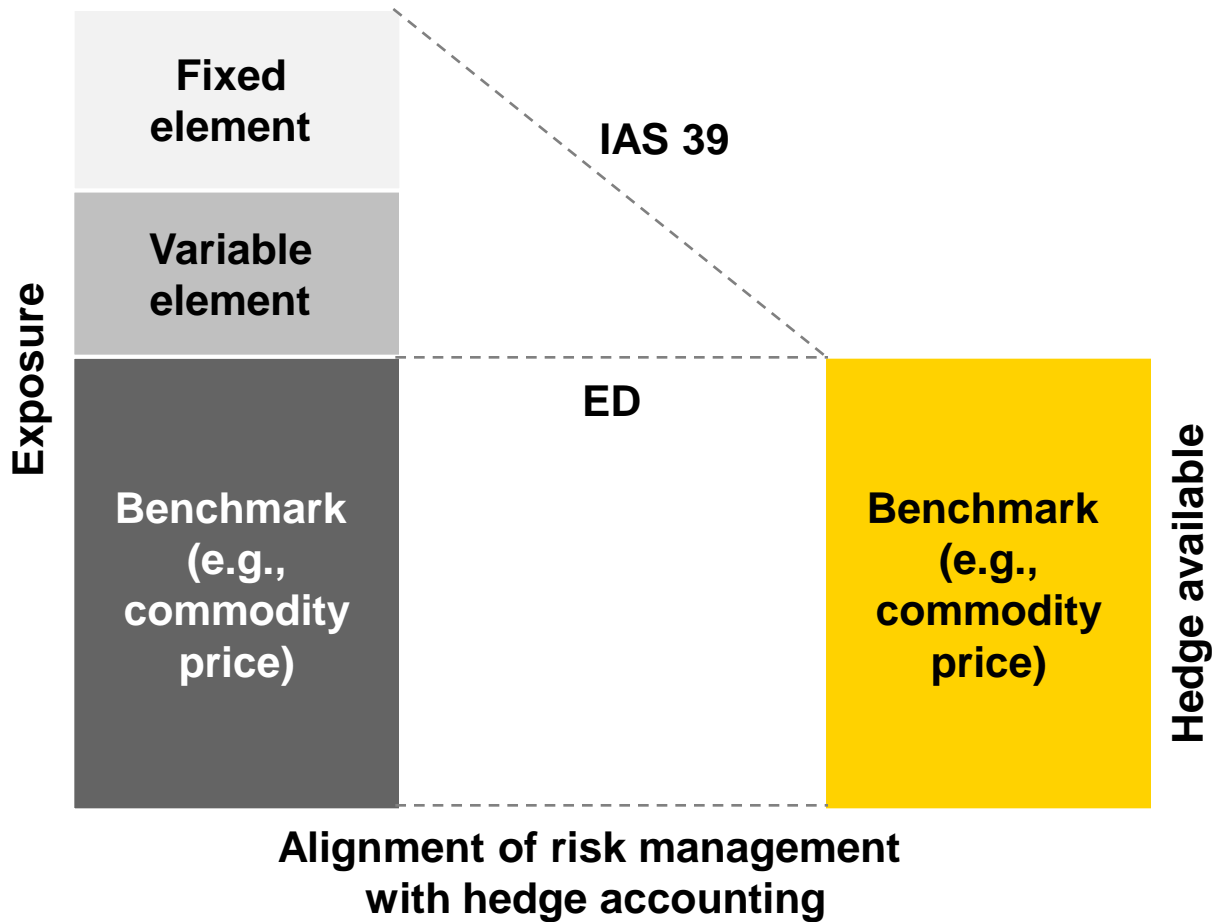 Fixed
element
IAS 39
Variable
element
Exposure
ED
Benchmark
(e.g.,
commodity
price)
Benchmark
(e.g.,
commodity
price)
Hedge available
Alignment of risk management
with hedge accounting